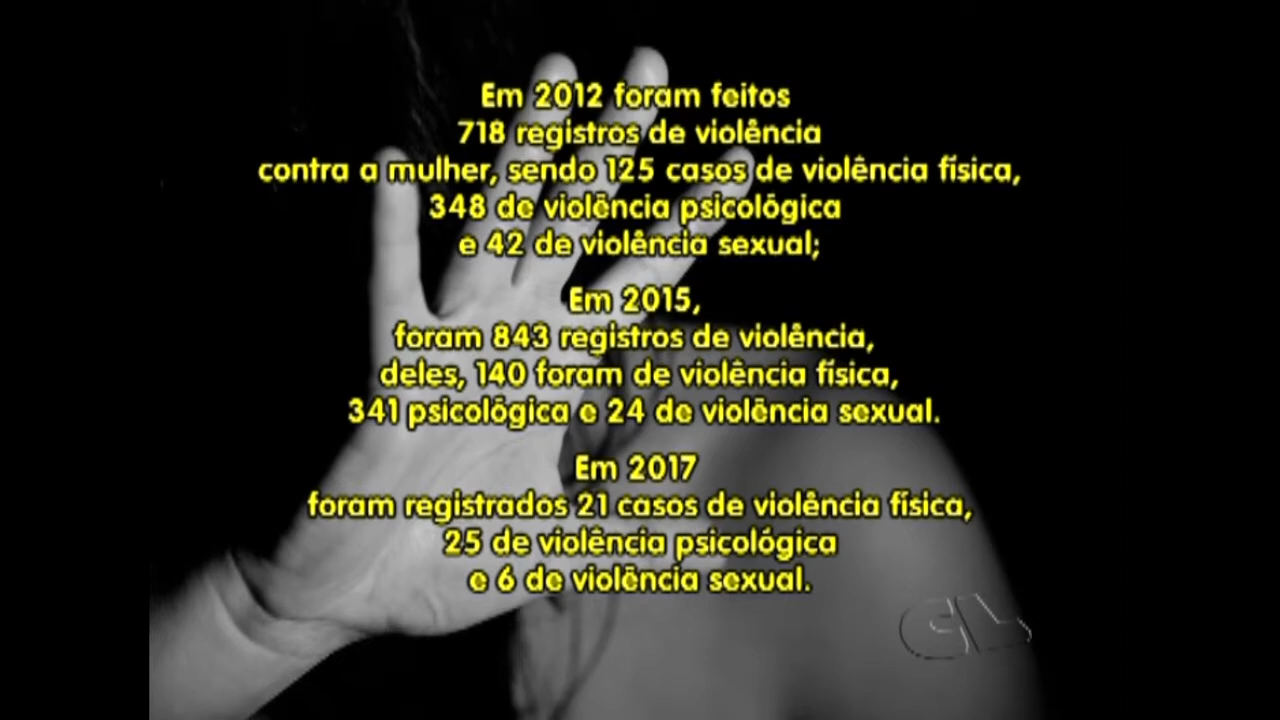 Em 2012 foram feitos
718 registros de violência
contra a mulher, sendo 125 casos de violência física,
348 de violência psicológica
e 42 de violência sexual;
Em 2015,
foram 843 registros de violência,
deles, 140 foram de violência física,
341 psicológica e 24 de violência sexual.
Em 2017
foram registrados 21 casos de violência física,
25 de violência psicológica
e 6 de violência sexual.
CL